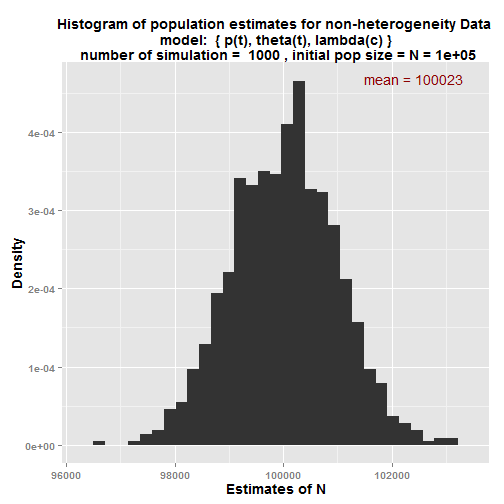 Histogram of population estimates for non-heterogeneity Data
model:  { p(t), theta(t), lambda(c) }
number of simulation =  1000 , initial pop size = N = 1e+05
mean = 100023
Density
4e-04
3e-04
2e-04
1e-04
0e+00
96000 98000 100000 102000
Estimates of N